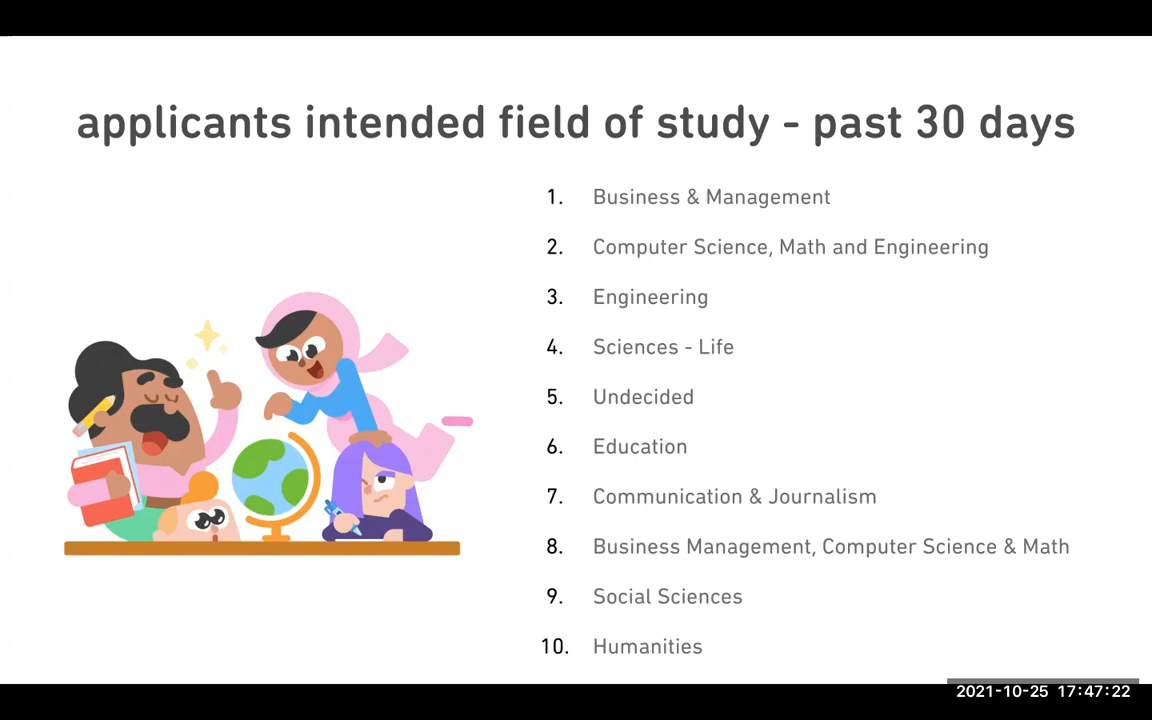 applicants intended field of study - past 30 days
1. Business & Management
2. Computer Science, Math and Engineering
3. Engineering
4. Sciences - Life
5. Undecided
6. Education
7. Communication & Journalism
8. Business Management, Computer Science & Math
9. Social Sciences
10. Humanities
2021-10-25 17:47:22